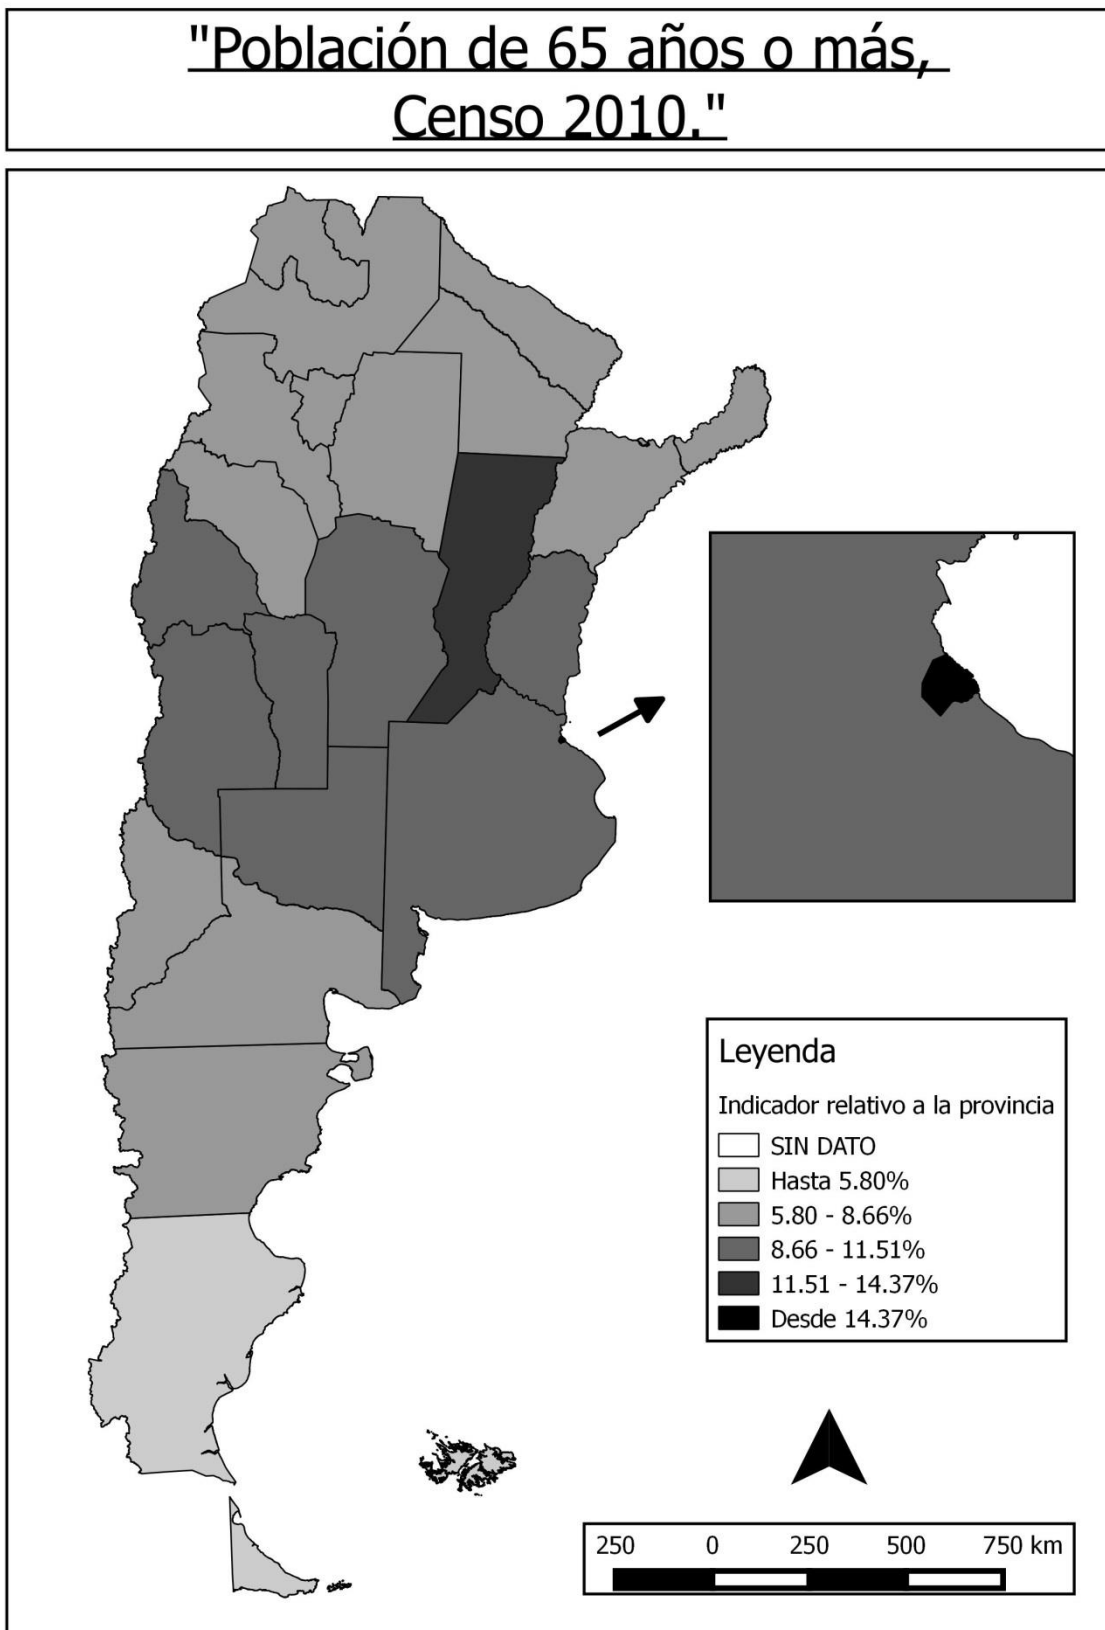 "Población de 65 años o más,
Censo 2010."
Leyenda
Indicador relativo a la provincia
SIN DATO
Hasta 5.80%
5.80 - 8.66%
8.66 - 11.51%
11.51 - 14.37%
Desde 14.37%
250 0 250 500 750 km